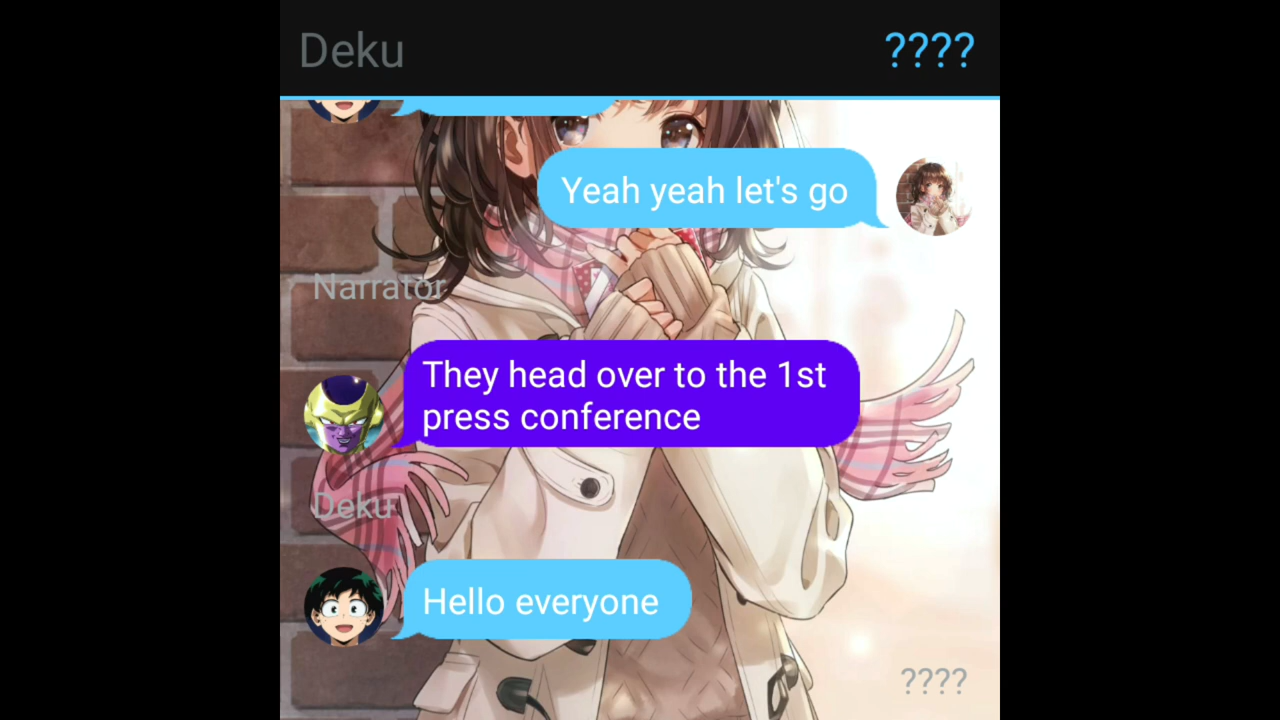 Deku ????
Yeah yeah let's go
Narrator
They head over to the 1st
press conference
Deku
Hello everyone
????